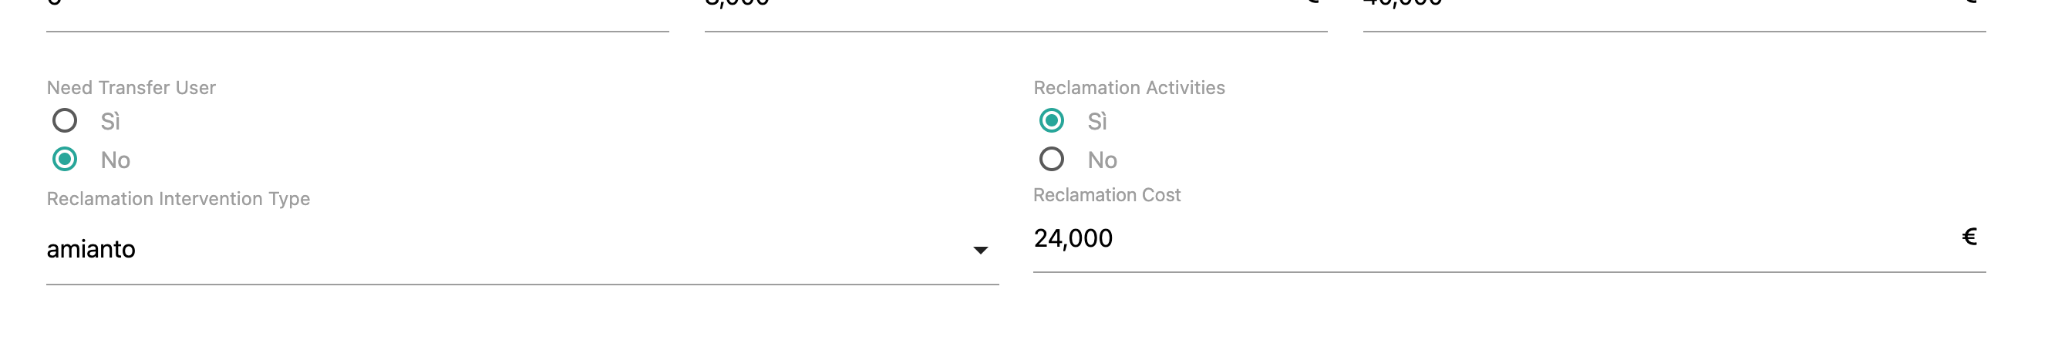 Need Transfer User
Sì
No
Reclamation Activities
Sì
No
Reclamation Intervention Type
amianto
Reclamation Cost
24,000 €